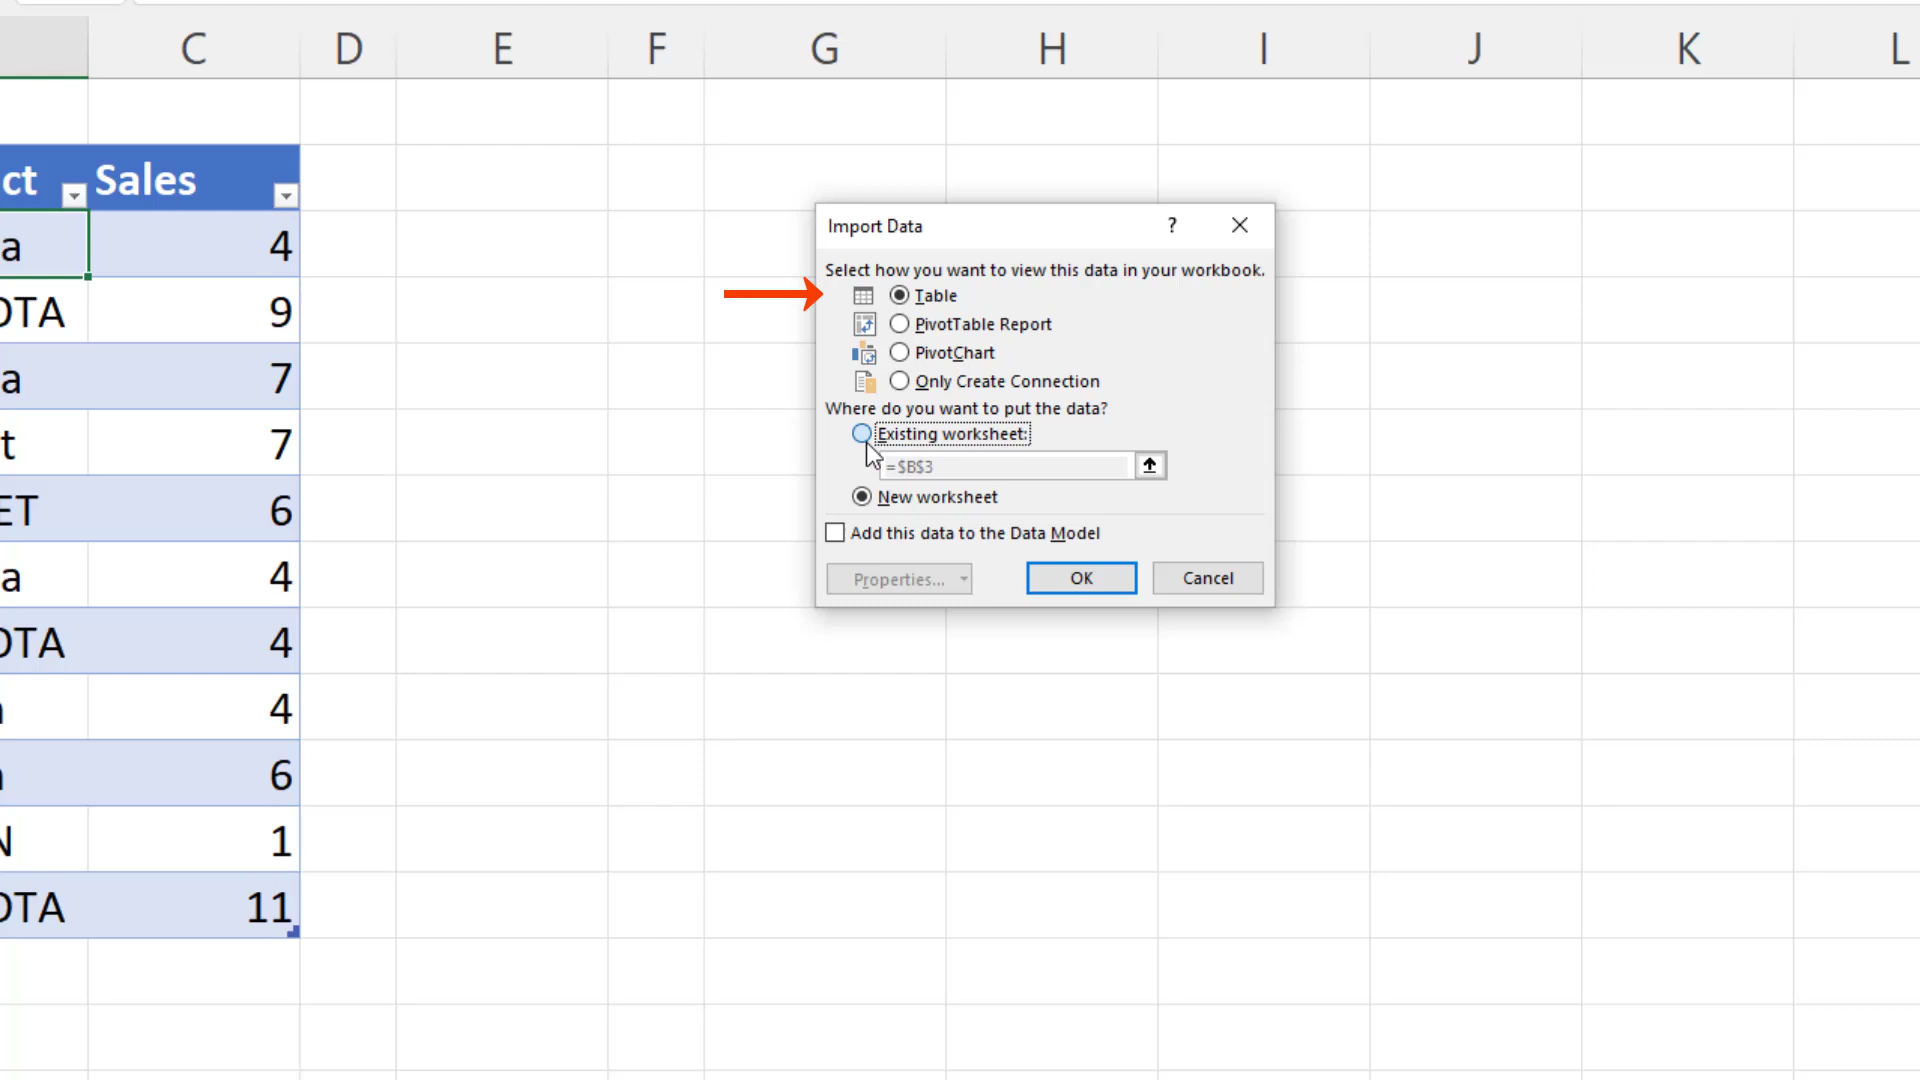 C D E F G H I J K L
ct Sales
a 4
OTA 9
a 7
t 7
ET 6
a 4
OTA 4
4
6
N 1
OTA 11
Import Data ?
Select how you want to view this data in your workbook.
Table
PivotTable Report
PivotChart
Only Create Connection
Where do you want to put the data?
Existing worksheet:
=$B$3
New worksheet
Add this data to the Data Model
Properties... OK Cancel